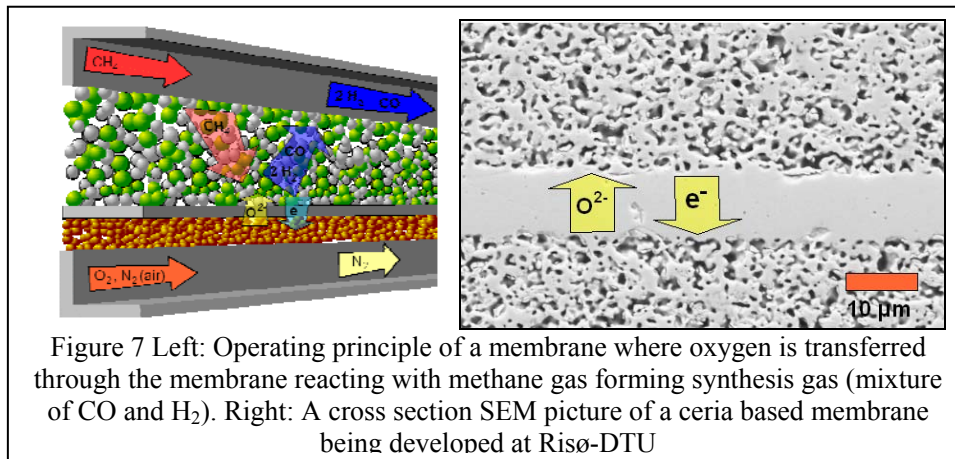 CH₄
2 H₂ CO
CH₄
CO
2 H₂
O²⁻
e⁻
O₂, N₂ (air)
N₂
O²⁻
e⁻
10 µm
Figure 7 Left: Operating principle of a membrane where oxygen is transferred
through the membrane reacting with methane gas forming synthesis gas (mixture
of CO and H₂). Right: A cross section SEM picture of a ceria based membrane
being developed at Risø-DTU